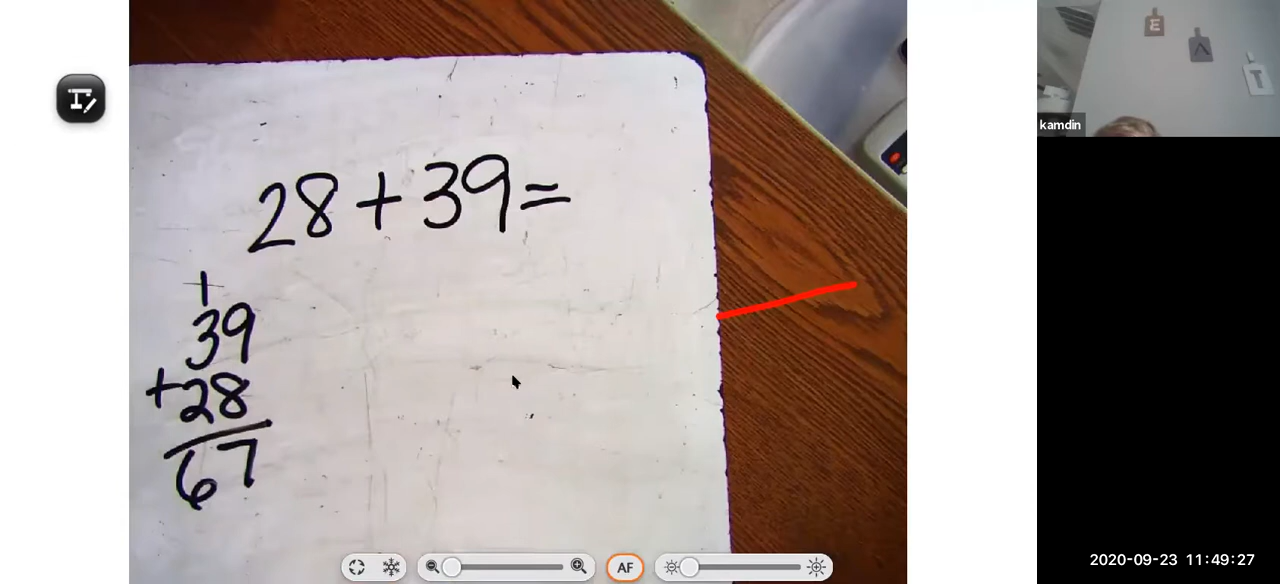 28+39=
1
39
+28
67
kamdin
E
A
T
AF
2020-09-23 11:49:27